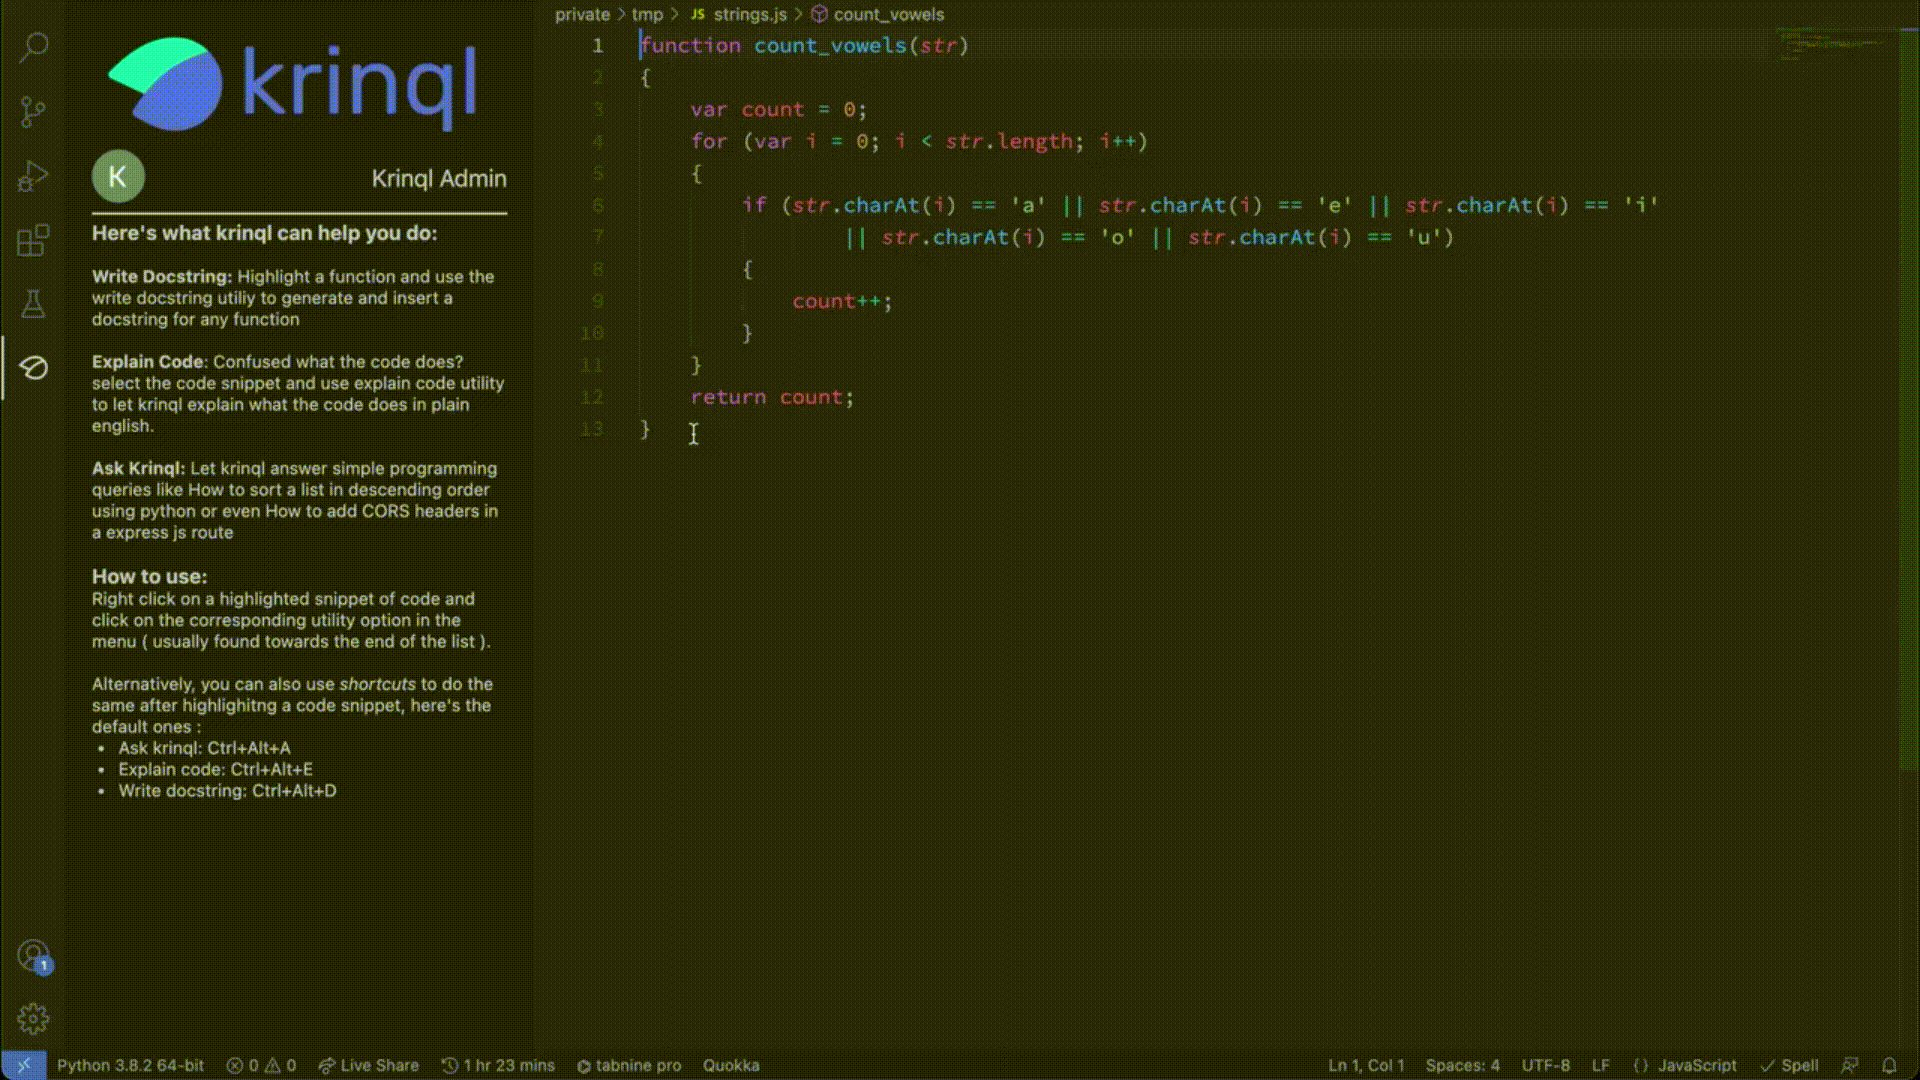 krinql
K
Krinql Admin
Here's what krinql can help you do:
Write Docstring: Highlight a function and use the
write docstring utiliy to generate and insert a
docstring for any function
Explain Code: Confused what the code does?
select the code snippet and use explain code utility
to let krinql explain what the code does in plain
english.
Ask Krinql: Let krinql answer simple programming
queries like How to sort a list in descending order
using python or even How to add CORS headers in
a express js route
How to use:
Right click on a highlighted snippet of code and
click on the corresponding utility option in the
menu ( usually found towards the end of the list ).
Alternatively, you can also use shortcuts to do the
same after highlighitng a code snippet, here's the
default ones :
• Ask krinql: Ctrl+Alt+A
• Explain code: Ctrl+Alt+E
• Write docstring: Ctrl+Alt+D
1
private > tmp > JS strings.js > count_vowels
1 function count_vowels(str)
2 {
3 var count = 0;
4 for (var i = 0; i < str.length; i++)
5 {
6 if (str.charAt(i) == 'a' || str.charAt(i) == 'e' || str.charAt(i) == 'i'
7 || str.charAt(i) == 'o' || str.charAt(i) == 'u')
8 {
9 count++;
10 }
11 }
12 return count;
13 }
Python 3.8.2 64-bit 0 0 Live Share 1 hr 23 mins tabnine pro Quokka Ln 1, Col 1 Spaces: 4 UTF-8 LF {} JavaScript ✓ Spell